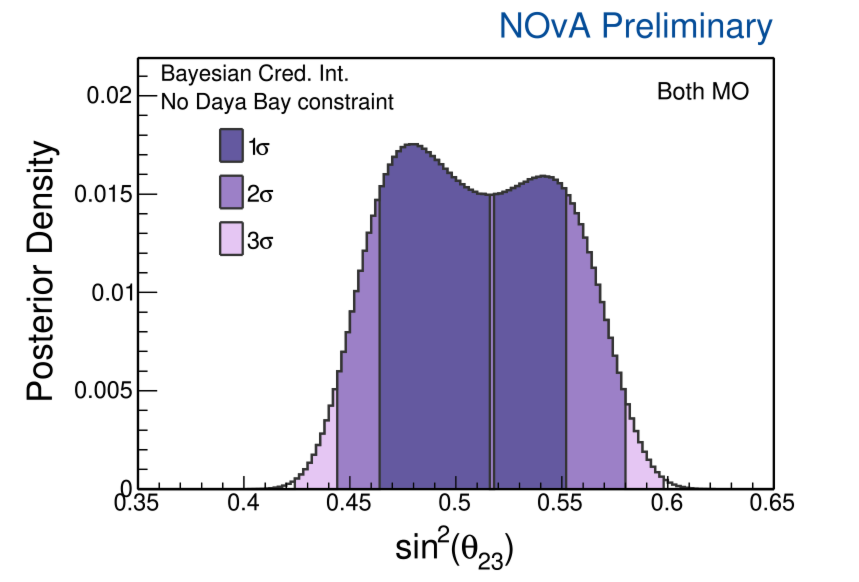 NOvA Preliminary
Bayesian Cred. Int.
No Daya Bay constraint
Both MO
1σ
2σ
3σ
Posterior Density
0.02
0.015
0.01
0.005
0
0.35 0.4 0.45 0.5 0.55 0.6 0.65
sin²(θ₂₃)